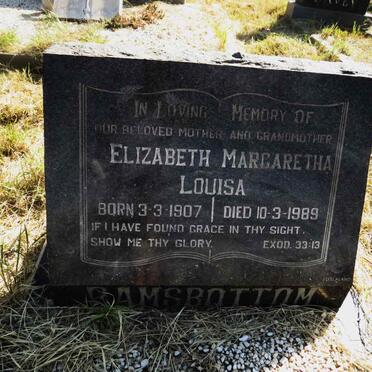 IN LOVING MEMORY OF
OUR BELOVED MOTHER AND GRANDMOTHER
ELIZABETH MARGARETHA
LOUISA
BORN 3-3-1907 | DIED 10-3-1989
IF I HAVE FOUND GRACE IN THY SIGHT.
SHOW ME THY GLORY. EXOD. 33:13
RAMSBOTTOM